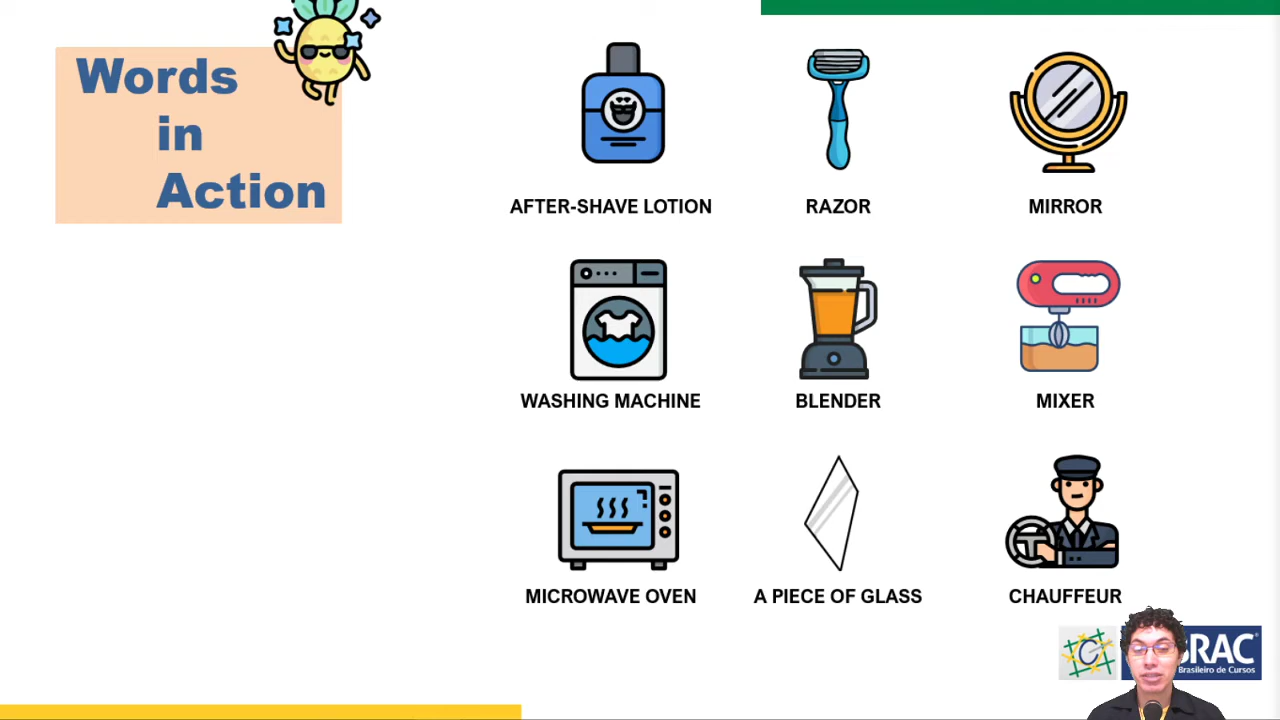 Words
in
Action
AFTER-SHAVE LOTION
RAZOR
MIRROR
WASHING MACHINE
BLENDER
MIXER
MICROWAVE OVEN
A PIECE OF GLASS
CHAUFFEUR
Brasileiro de Cursos